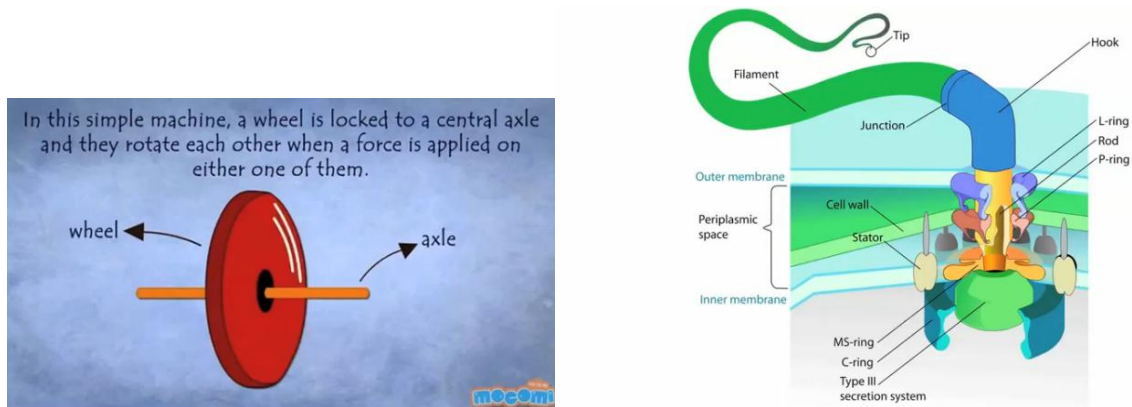 In this simple machine, a wheel is locked to a central axle
and they rotate each other when a force is applied on
either one of them.
wheel
axle
mocomi
Tip
Hook
Filament
Junction
L-ring
Rod
P-ring
Outer membrane
Periplasmic
space
Cell wall
Stator
Inner membrane
MS-ring
C-ring
Type III
secretion system